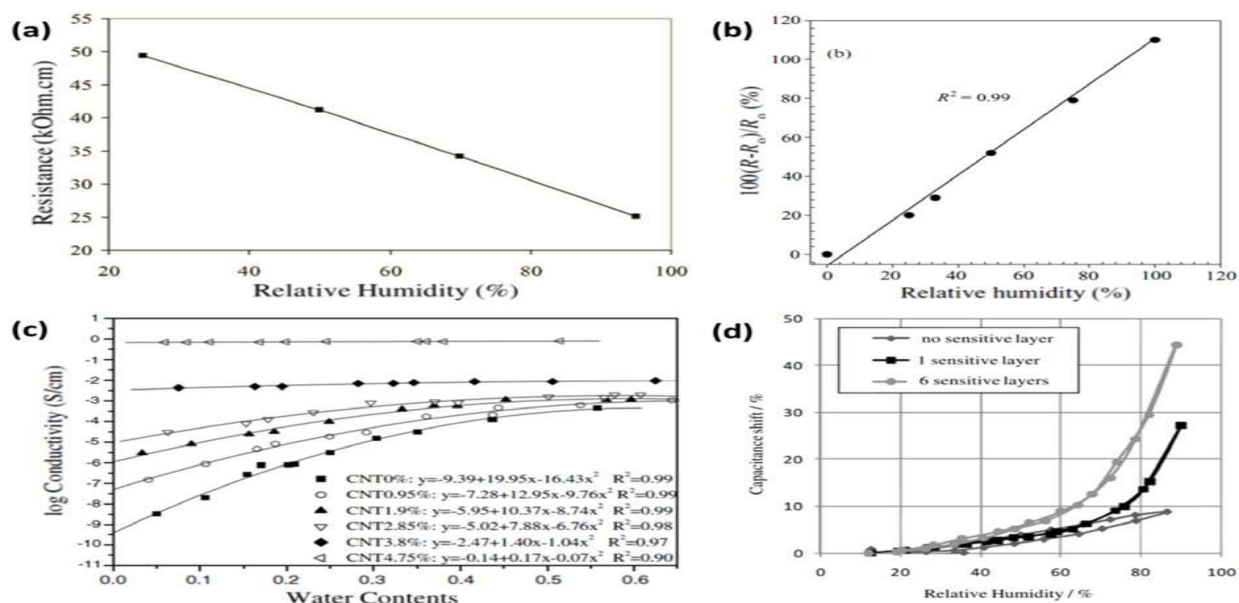 (a)
55
50
45
40
35
30
25
20
Resistance (kOhm.cm)
20 40 60 80 100
Relative Humidity (%)
(b)
120
100
80
60
40
20
0
100(R-R₀)/R₀ (%)
(b)
R² = 0.99
0 20 40 60 80 100 120
Relative humidity (%)
(c)
1
0
-1
-2
-3
-4
-5
-6
-7
-8
-9
-10
-11
log Conductivity (S/cm)
CNT0%: y=-9.39+19.95x-16.43x² R²=0.99
CNT0.95%: y=-7.28+12.95x-9.76x² R²=0.99
CNT1.9%: y=-5.95+10.37x-8.74x² R²=0.99
CNT2.85%: y=-5.02+7.88x-6.76x² R²=0.98
CNT3.8%: y=-2.47+1.40x-1.04x² R²=0.97
CNT4.75%: y=-0.14+0.17x-0.07x² R²=0.90
0.0 0.1 0.2 0.3 0.4 0.5 0.6
Water Contents
(d)
50
40
30
20
10
0
Capacitance shift / %
no sensitive layer
1 sensitive layer
6 sensitive layers
0 20 40 60 80 100
Relative Humidity / %